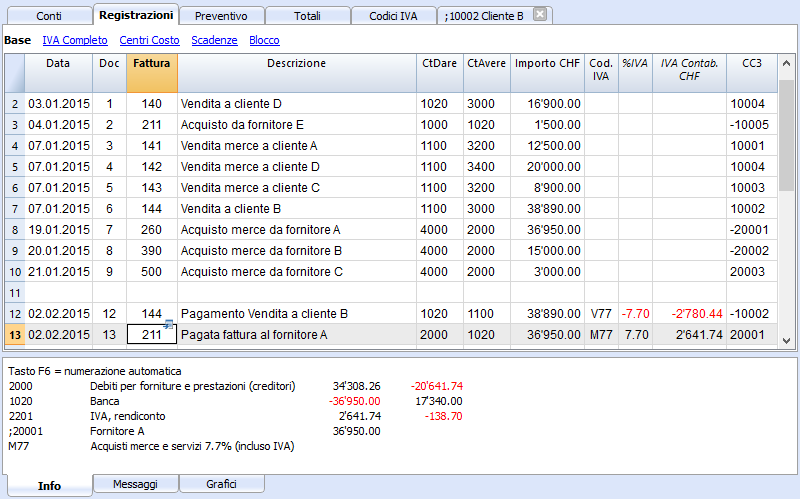 Conti Registrazioni Preventivo Totali Codici IVA ;10002 Cliente B
Base IVA Completo Centri Costo Scadenze Blocco
Data Doc Fattura Descrizione CtDare CtAvere Importo CHF Cod. IVA %IVA IVA Contab. CHF CC3
2 03.01.2015 1 140 Vendita a cliente D 1020 3000 16'900.00 10004
3 04.01.2015 2 211 Acquisto da fornitore E 1000 1020 1'500.00 -10005
4 07.01.2015 3 141 Vendita merce a cliente A 1100 3200 12'500.00 10001
5 07.01.2015 4 142 Vendita merce a cliente D 1100 3400 20'000.00 10004
6 07.01.2015 5 143 Vendita merce a cliente C 1100 3200 8'900.00 10003
7 07.01.2015 6 144 Vendita a cliente B 1100 3000 38'890.00 10002
8 19.01.2015 7 260 Acquisto merce da fornitore A 4000 2000 36'950.00 -20001
9 20.01.2015 8 390 Acquisto merce da fornitore B 4000 2000 15'000.00 -20002
10 21.01.2015 9 500 Acquisto merce da fornitore C 4000 2000 3'000.00 20003
11
12 02.02.2015 12 144 Pagamento Vendita a cliente B 1020 1100 38'890.00 V77 -7.70 -2'780.44 -10002
13 02.02.2015 13 211 Pagata fattura al fornitore A 2000 1020 36'950.00 M77 7.70 2'641.74 20001
Tasto F6 = numerazione automatica
2000 Debiti per forniture e prestazioni (creditori) 34'308.26 -20'641.74
1020 Banca -36'950.00 17'340.00
2201 IVA, rendiconto 2'641.74 -138.70
;20001 Fornitore A 36'950.00
M77 Acquisti merce e servizi 7.7% (incluso IVA)
Info Messaggi Grafici